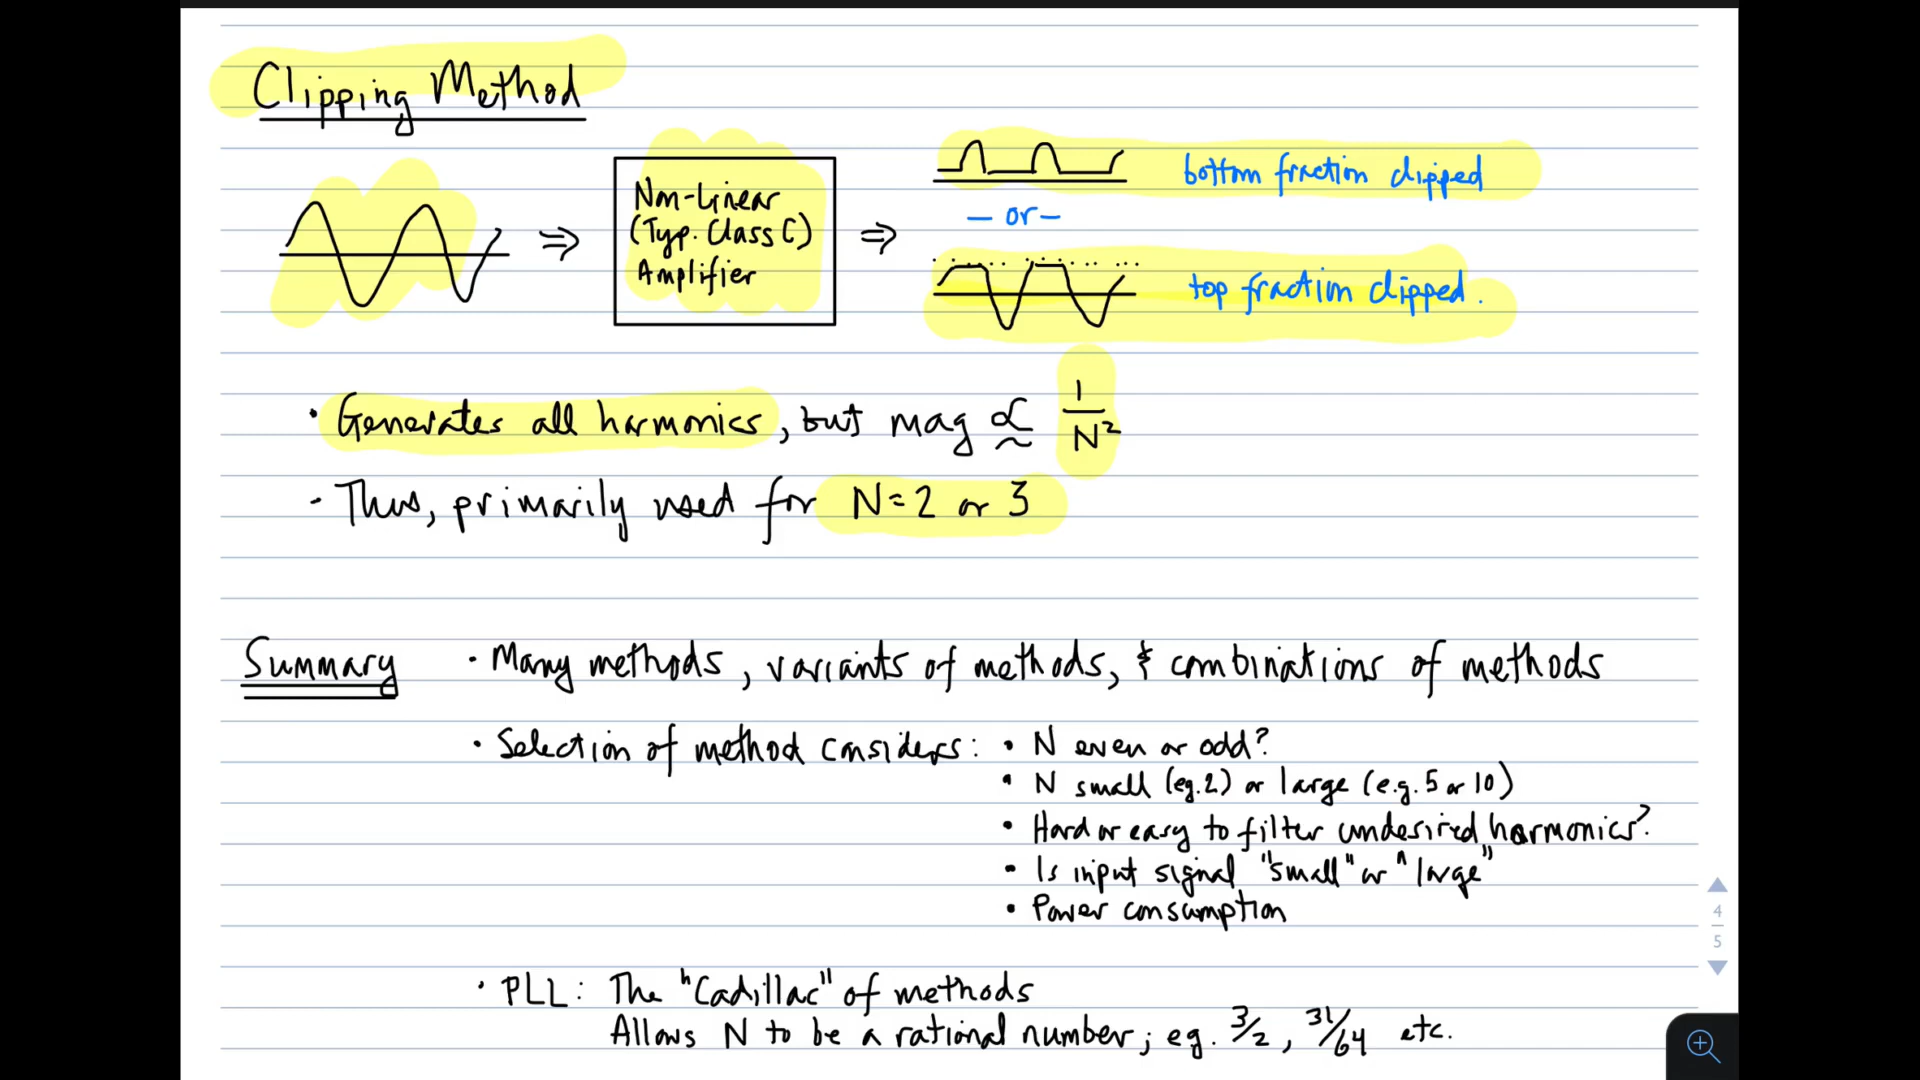 Clipping Method
Non-Linear
(Typ. Class C)
Amplifier
⇒
⇒
bottom fraction clipped
– or –
top fraction clipped.
· Generates all harmonics, but mag ∝ 1/N²
- Thus, primarily used for N=2 or 3
Summary · Many methods, variants of methods, & combinations of methods
· Selection of method considers: · N even or odd?
· N small (eg. 2) or large (e.g. 5 or 10)
· Hard or easy to filter undesired harmonics?
· Is input signal "small" or "large"
· Power consumption
· PLL: The "Cadillac" of methods
Allows N to be a rational number; eg. 3/2, 31/64 etc.
4
5